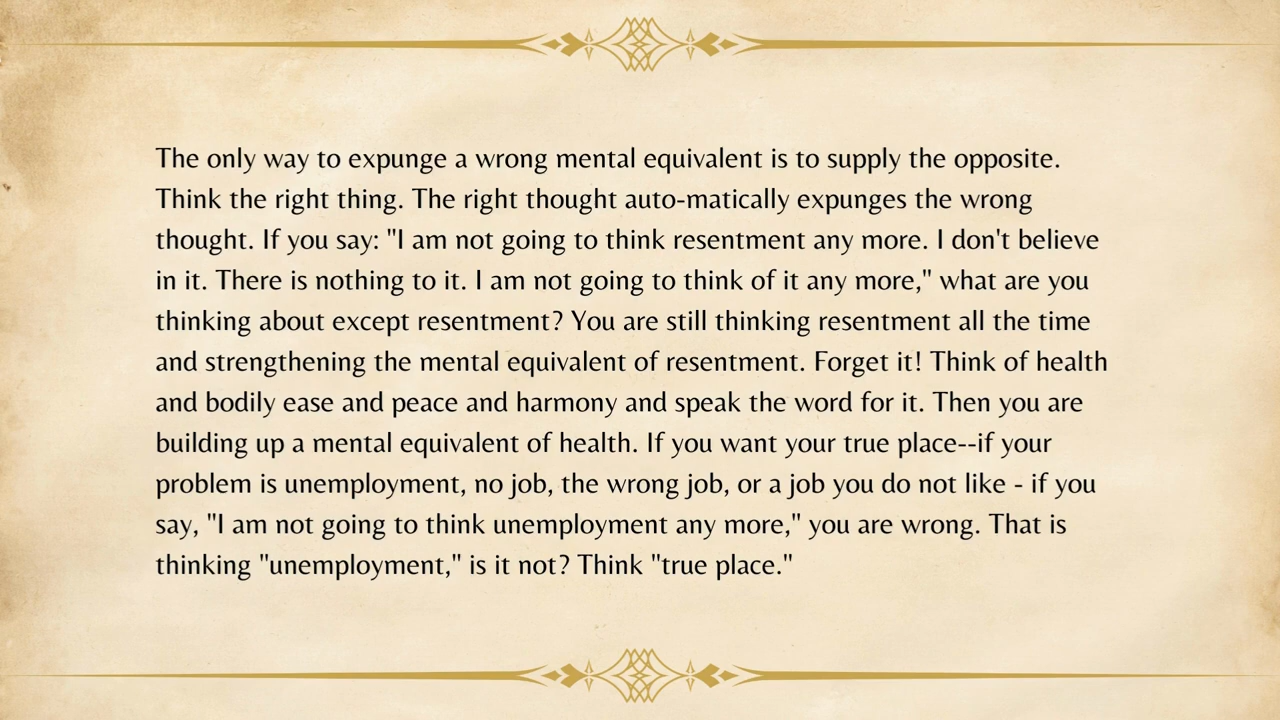 The only way to expunge a wrong mental equivalent is to supply the opposite.
Think the right thing. The right thought auto-matically expunges the wrong
thought. If you say: "I am not going to think resentment any more. I don't believe
in it. There is nothing to it. I am not going to think of it any more," what are you
thinking about except resentment? You are still thinking resentment all the time
and strengthening the mental equivalent of resentment. Forget it! Think of health
and bodily ease and peace and harmony and speak the word for it. Then you are
building up a mental equivalent of health. If you want your true place--if your
problem is unemployment, no job, the wrong job, or a job you do not like - if you
say, "I am not going to think unemployment any more," you are wrong. That is
thinking "unemployment," is it not? Think "true place."